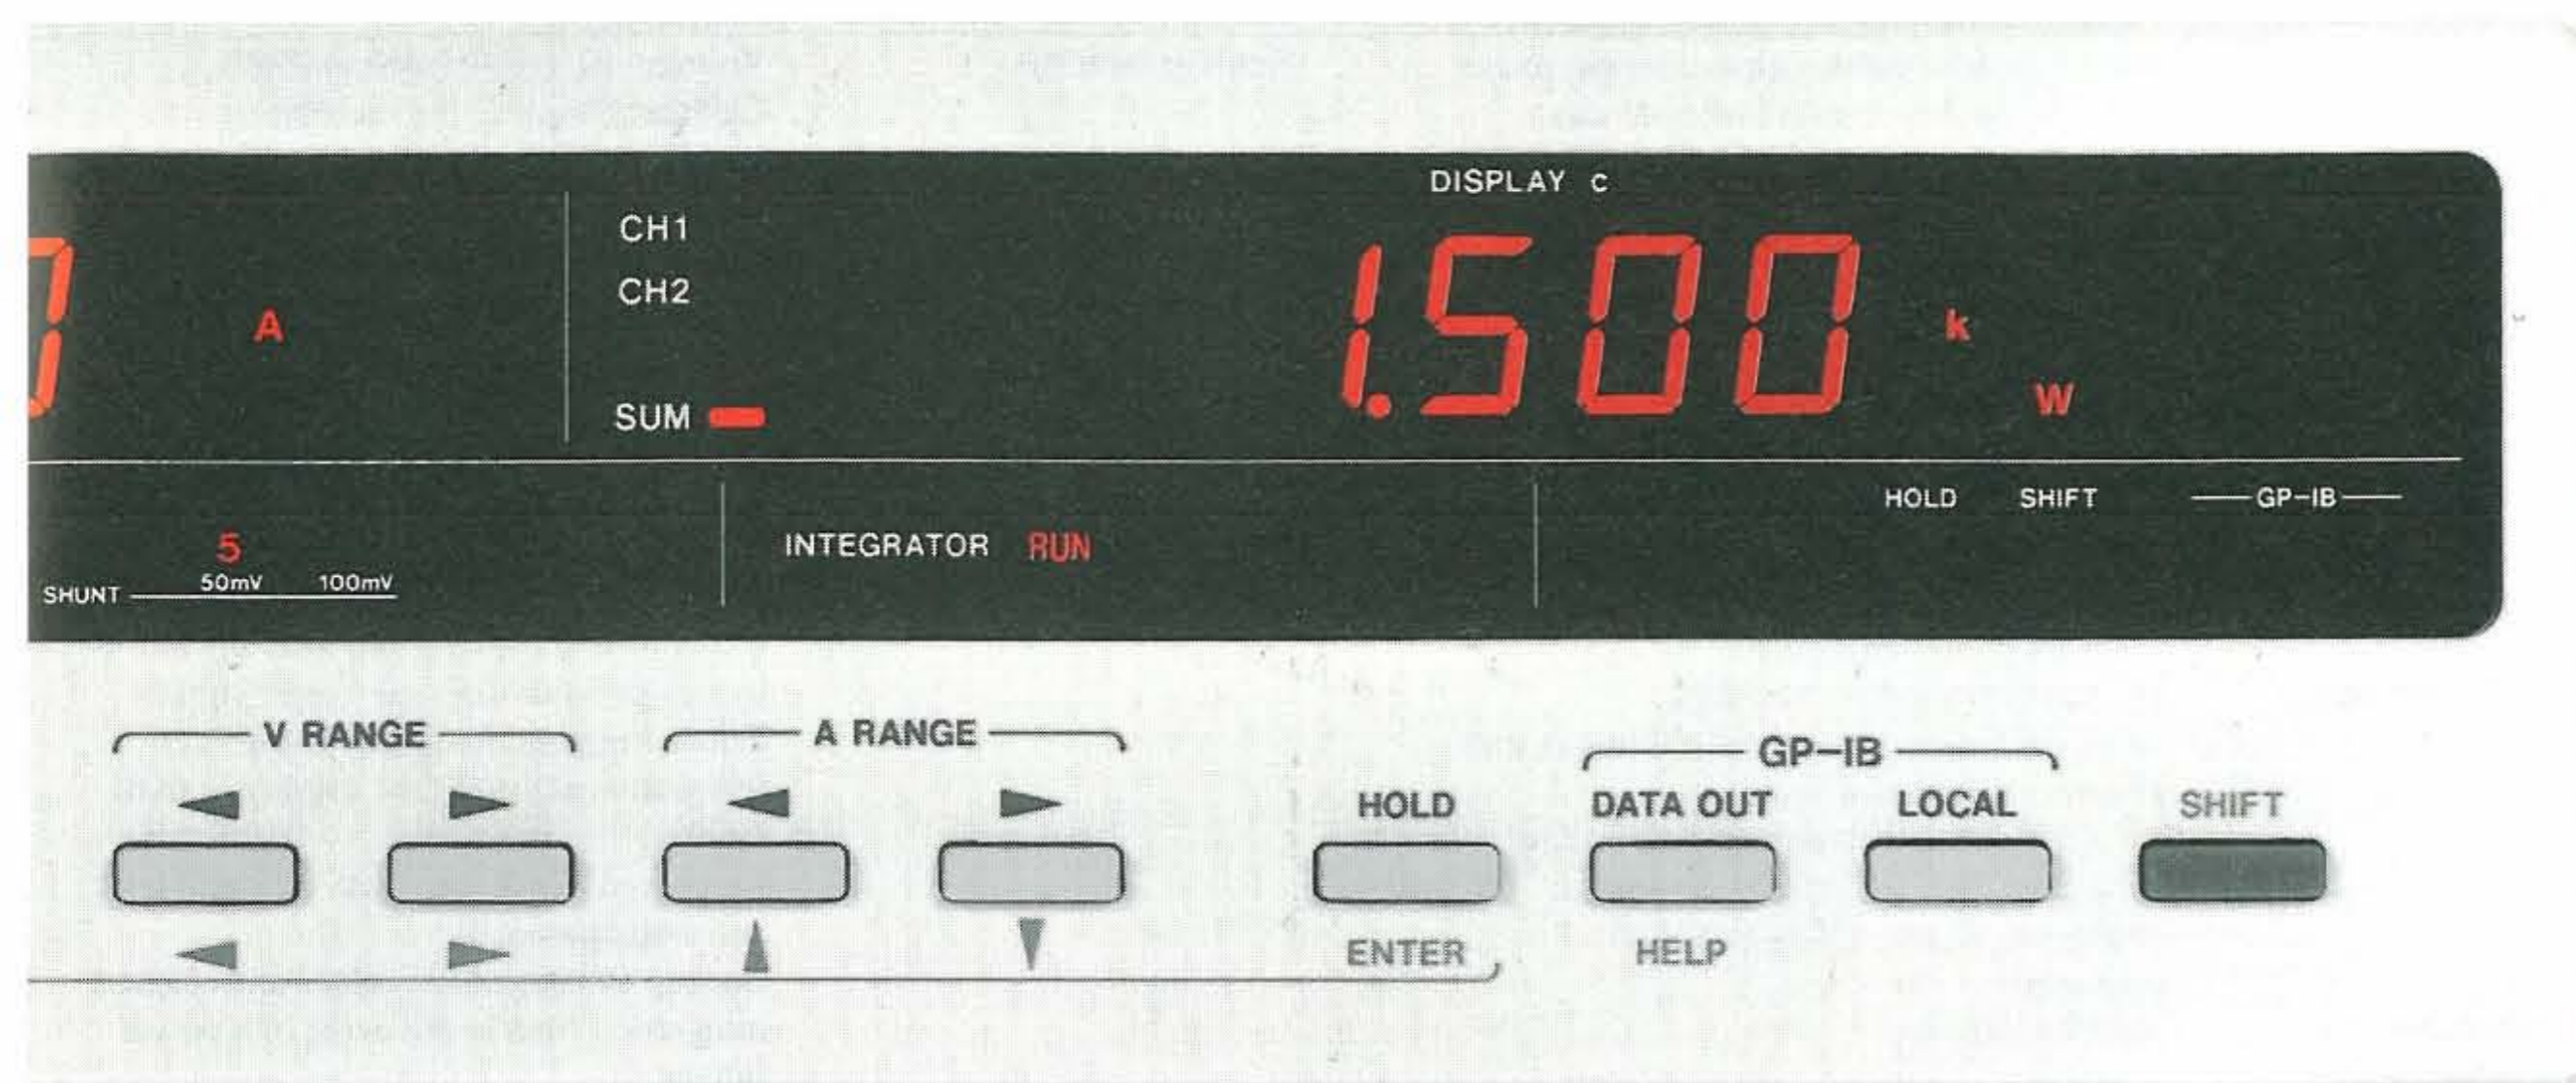 DISPLAY c
CH1
CH2
A
1.500 k W
SUM
HOLD SHIFT GP-IB
5
INTEGRATOR RUN
SHUNT 50mV 100mV
V RANGE A RANGE GP-IB
HOLD DATA OUT LOCAL SHIFT
ENTER HELP